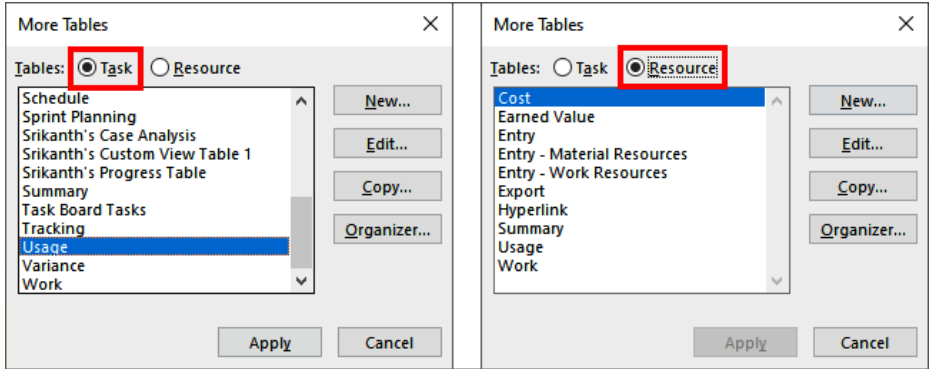 More Tables
Tables: Task Resource
Schedule
Sprint Planning
Srikanth's Case Analysis
Srikanth's Custom View Table 1
Srikanth's Progress Table
Summary
Task Board Tasks
Tracking
Usage
Variance
Work
New...
Edit...
Copy...
Organizer...
Apply
Cancel
More Tables
Tables: Task Resource
Cost
Earned Value
Entry
Entry - Material Resources
Entry - Work Resources
Export
Hyperlink
Summary
Usage
Work
New...
Edit...
Copy...
Organizer...
Apply
Cancel